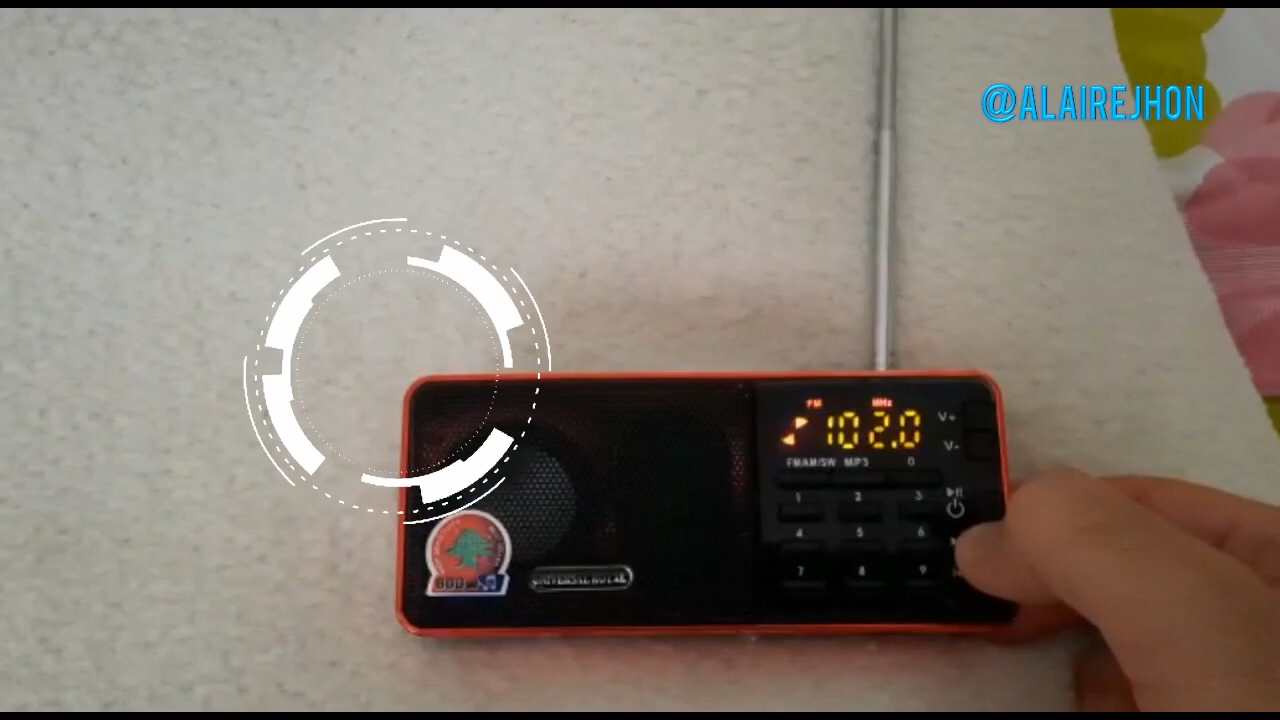 @ALAIREJHON
FM MHz
102.0
V+
V-
FM/AM/SW MP3 0
1 2 3
4 5 6
7 8 9